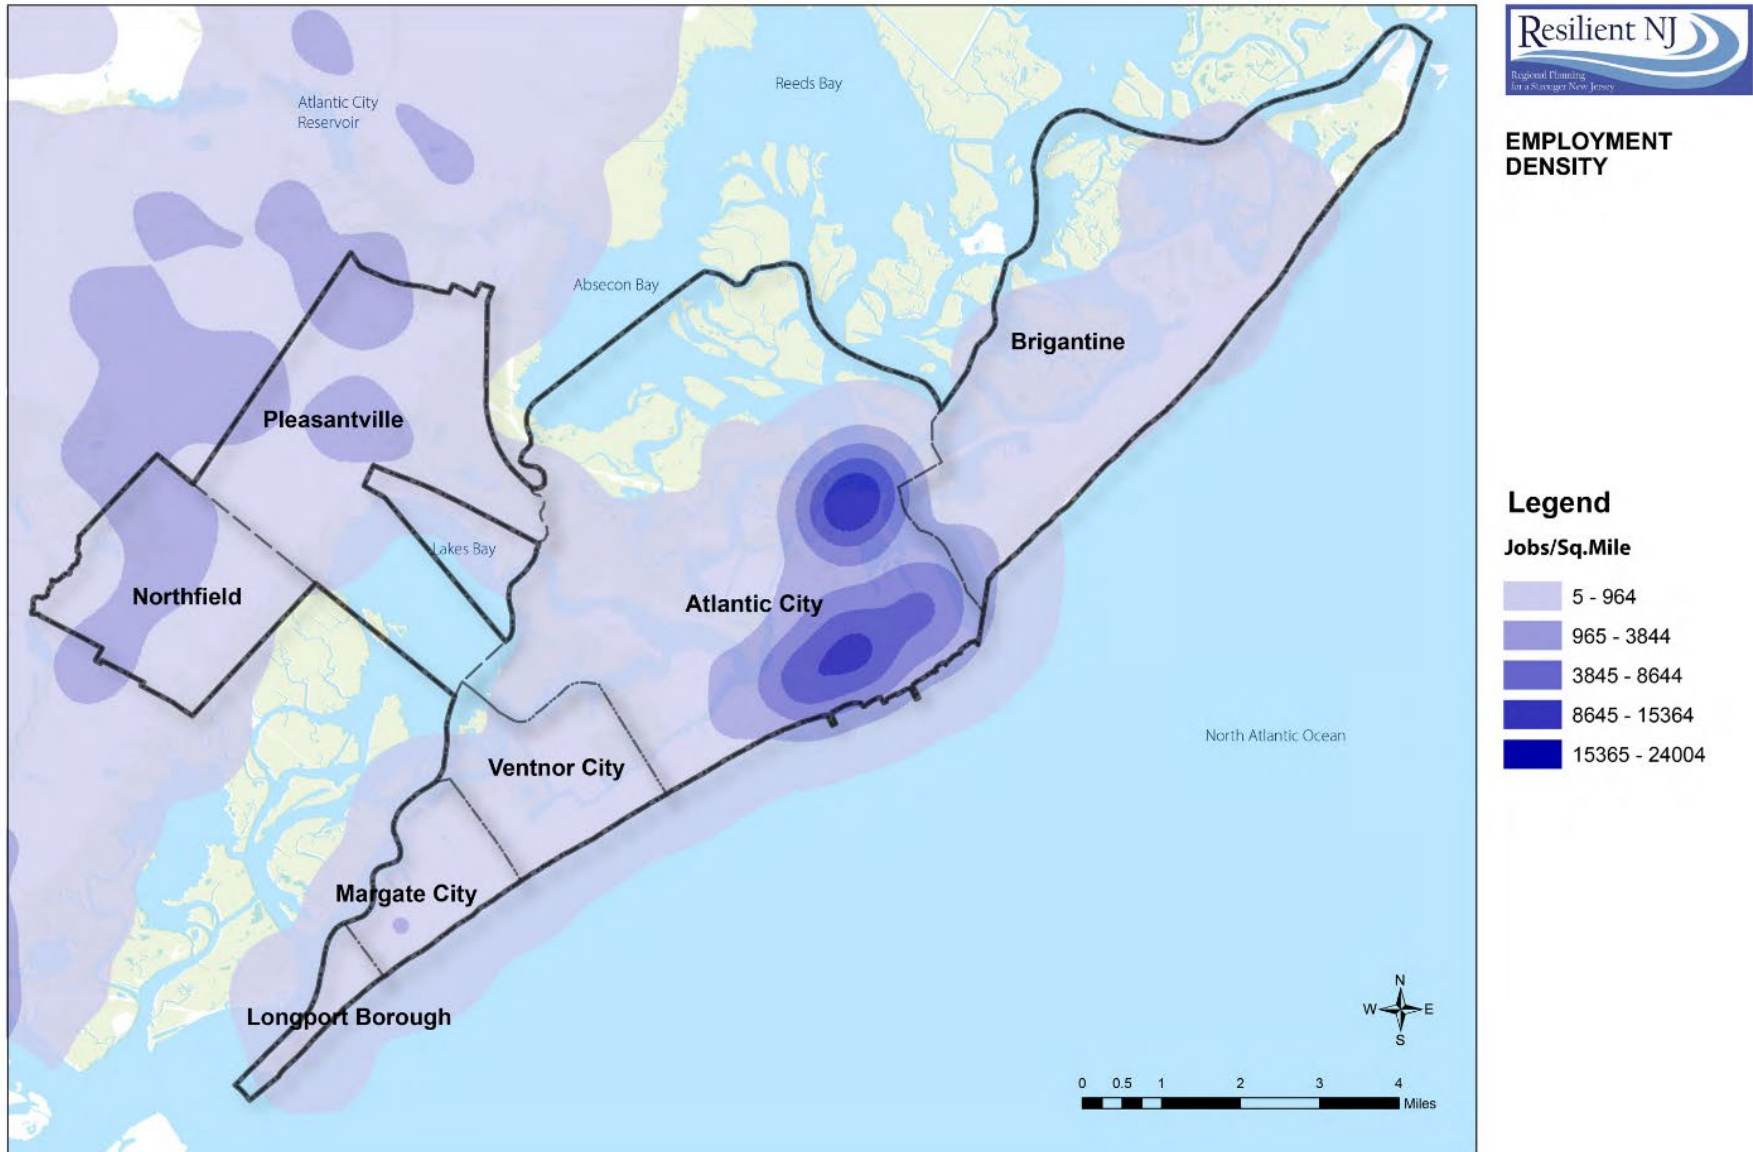 Resilient NJ
Regional Planning
for a Stronger New Jersey
EMPLOYMENT
DENSITY
Reeds Bay
Atlantic City
Reservoir
Absecon Bay
Brigantine
Pleasantville
Lakes Bay
Northfield
Atlantic City
North Atlantic Ocean
Ventnor City
Margate City
Longport Borough
Legend
Jobs/Sq.Mile
5 - 964
965 - 3844
3845 - 8644
8645 - 15364
15365 - 24004
N
W E
S
0 0.5 1 2 3 4
Miles